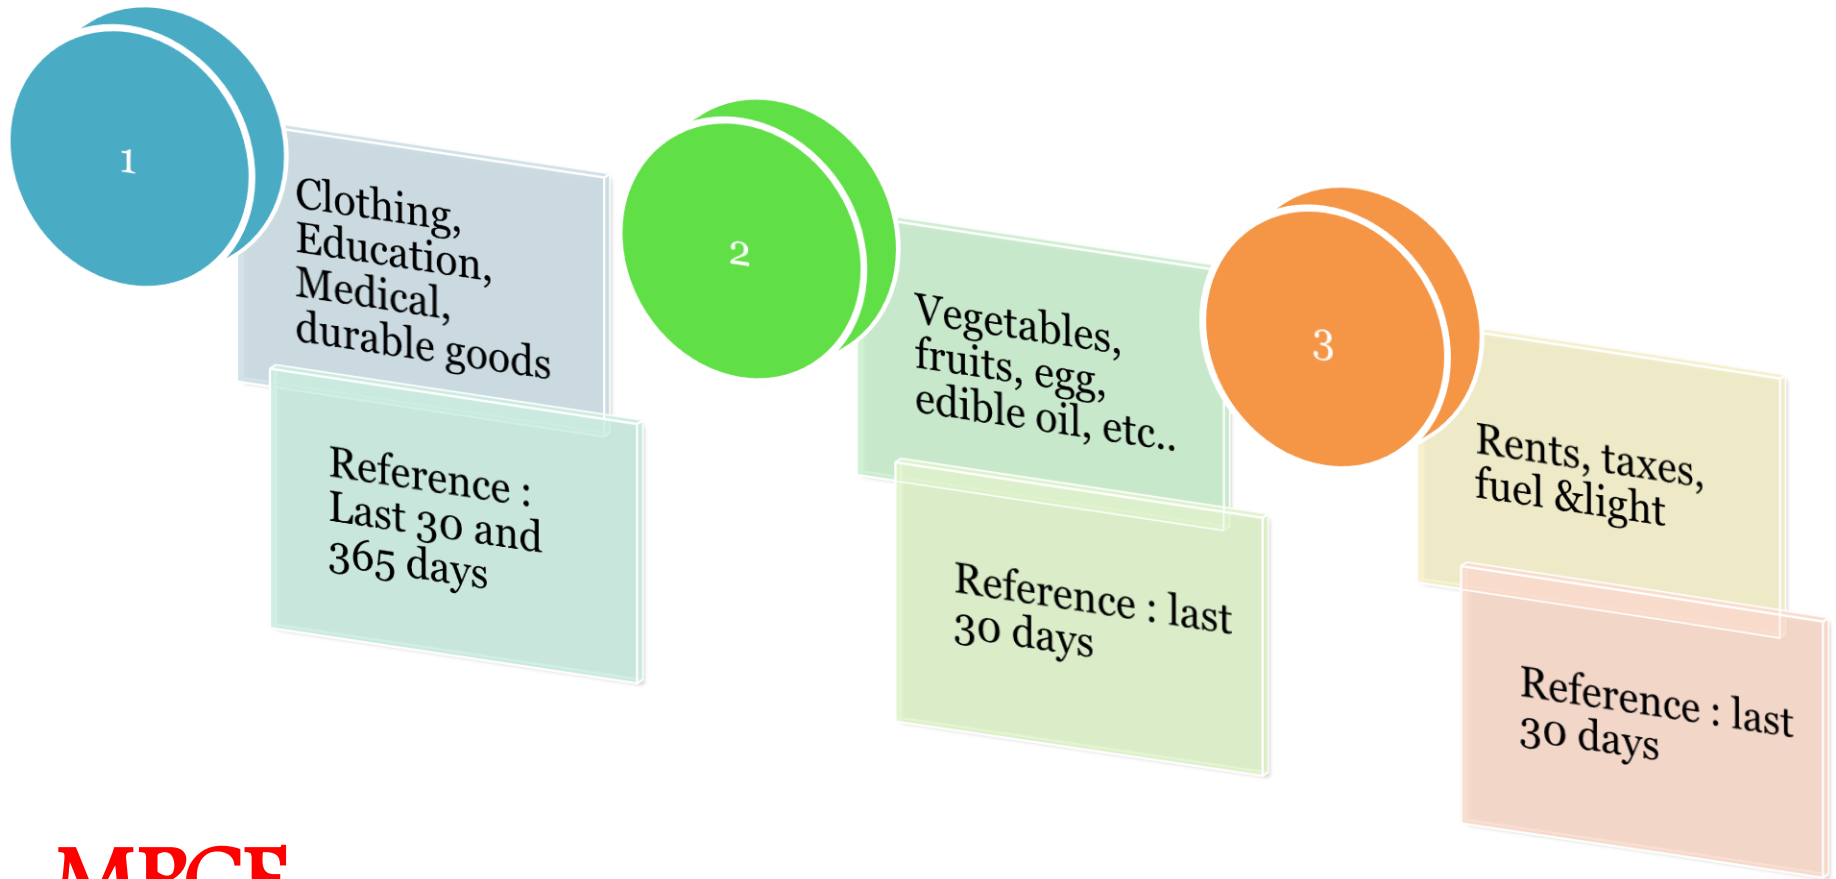 1
Clothing,
Education,
Medical,
durable goods
Reference :
Last 30 and
365 days
2
Vegetables,
fruits, egg,
edible oil, etc..
Reference : last
30 days
3
Rents, taxes,
fuel &light
Reference : last
30 days
MPCE